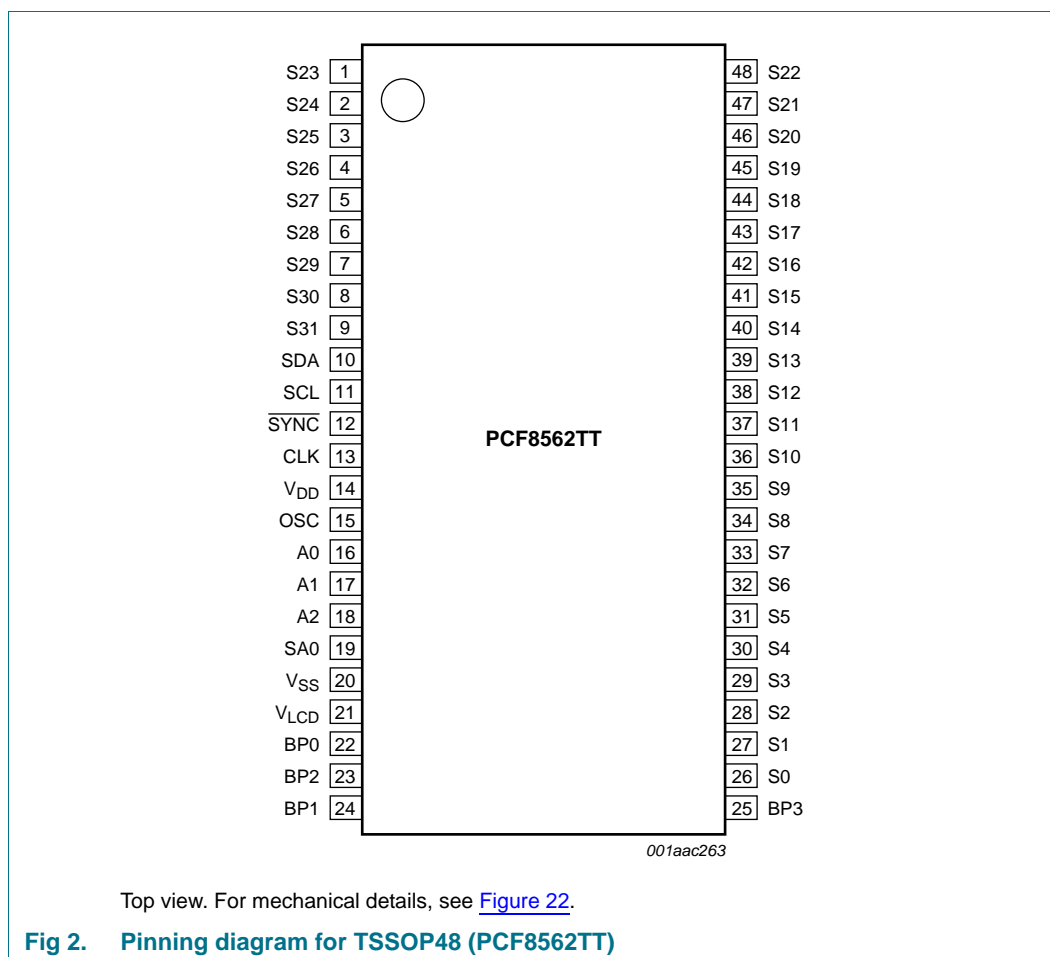 S23 1 48 S22
S24 2 47 S21
S25 3 46 S20
S26 4 45 S19
S27 5 44 S18
S28 6 43 S17
S29 7 42 S16
S30 8 41 S15
S31 9 40 S14
SDA 10 39 S13
SCL 11 38 S12
SYNC 12 37 S11
PCF8562TT
CLK 13 36 S10
VDD 14 35 S9
OSC 15 34 S8
A0 16 33 S7
A1 17 32 S6
A2 18 31 S5
SA0 19 30 S4
VSS 20 29 S3
VLCD 21 28 S2
BP0 22 27 S1
BP2 23 26 S0
BP1 24 25 BP3
001aac263
Top view. For mechanical details, see Figure 22.
Fig 2. Pinning diagram for TSSOP48 (PCF8562TT)